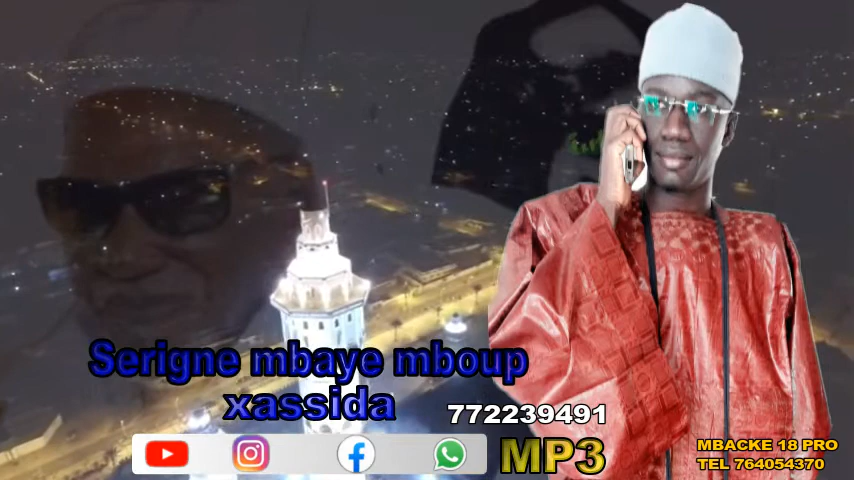 Serigne mbaye mboup
xassida
772239491
MP3
MBACKE 18 PRO
TEL 764054370